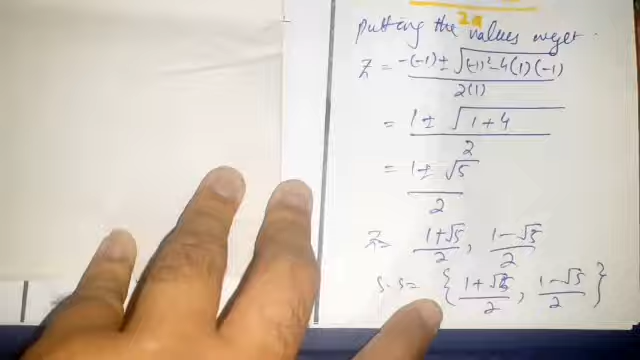 2a
putting the values we get.
Z = -(-1) ± √(-1)² - 4(1)(-1) / 2(1)
= 1 ± √1+4 / 2
= 1 ± √5 / 2
Z = 1+√5 / 2, 1-√5 / 2
S.S = { 1+√5 / 2, 1-√5 / 2 }